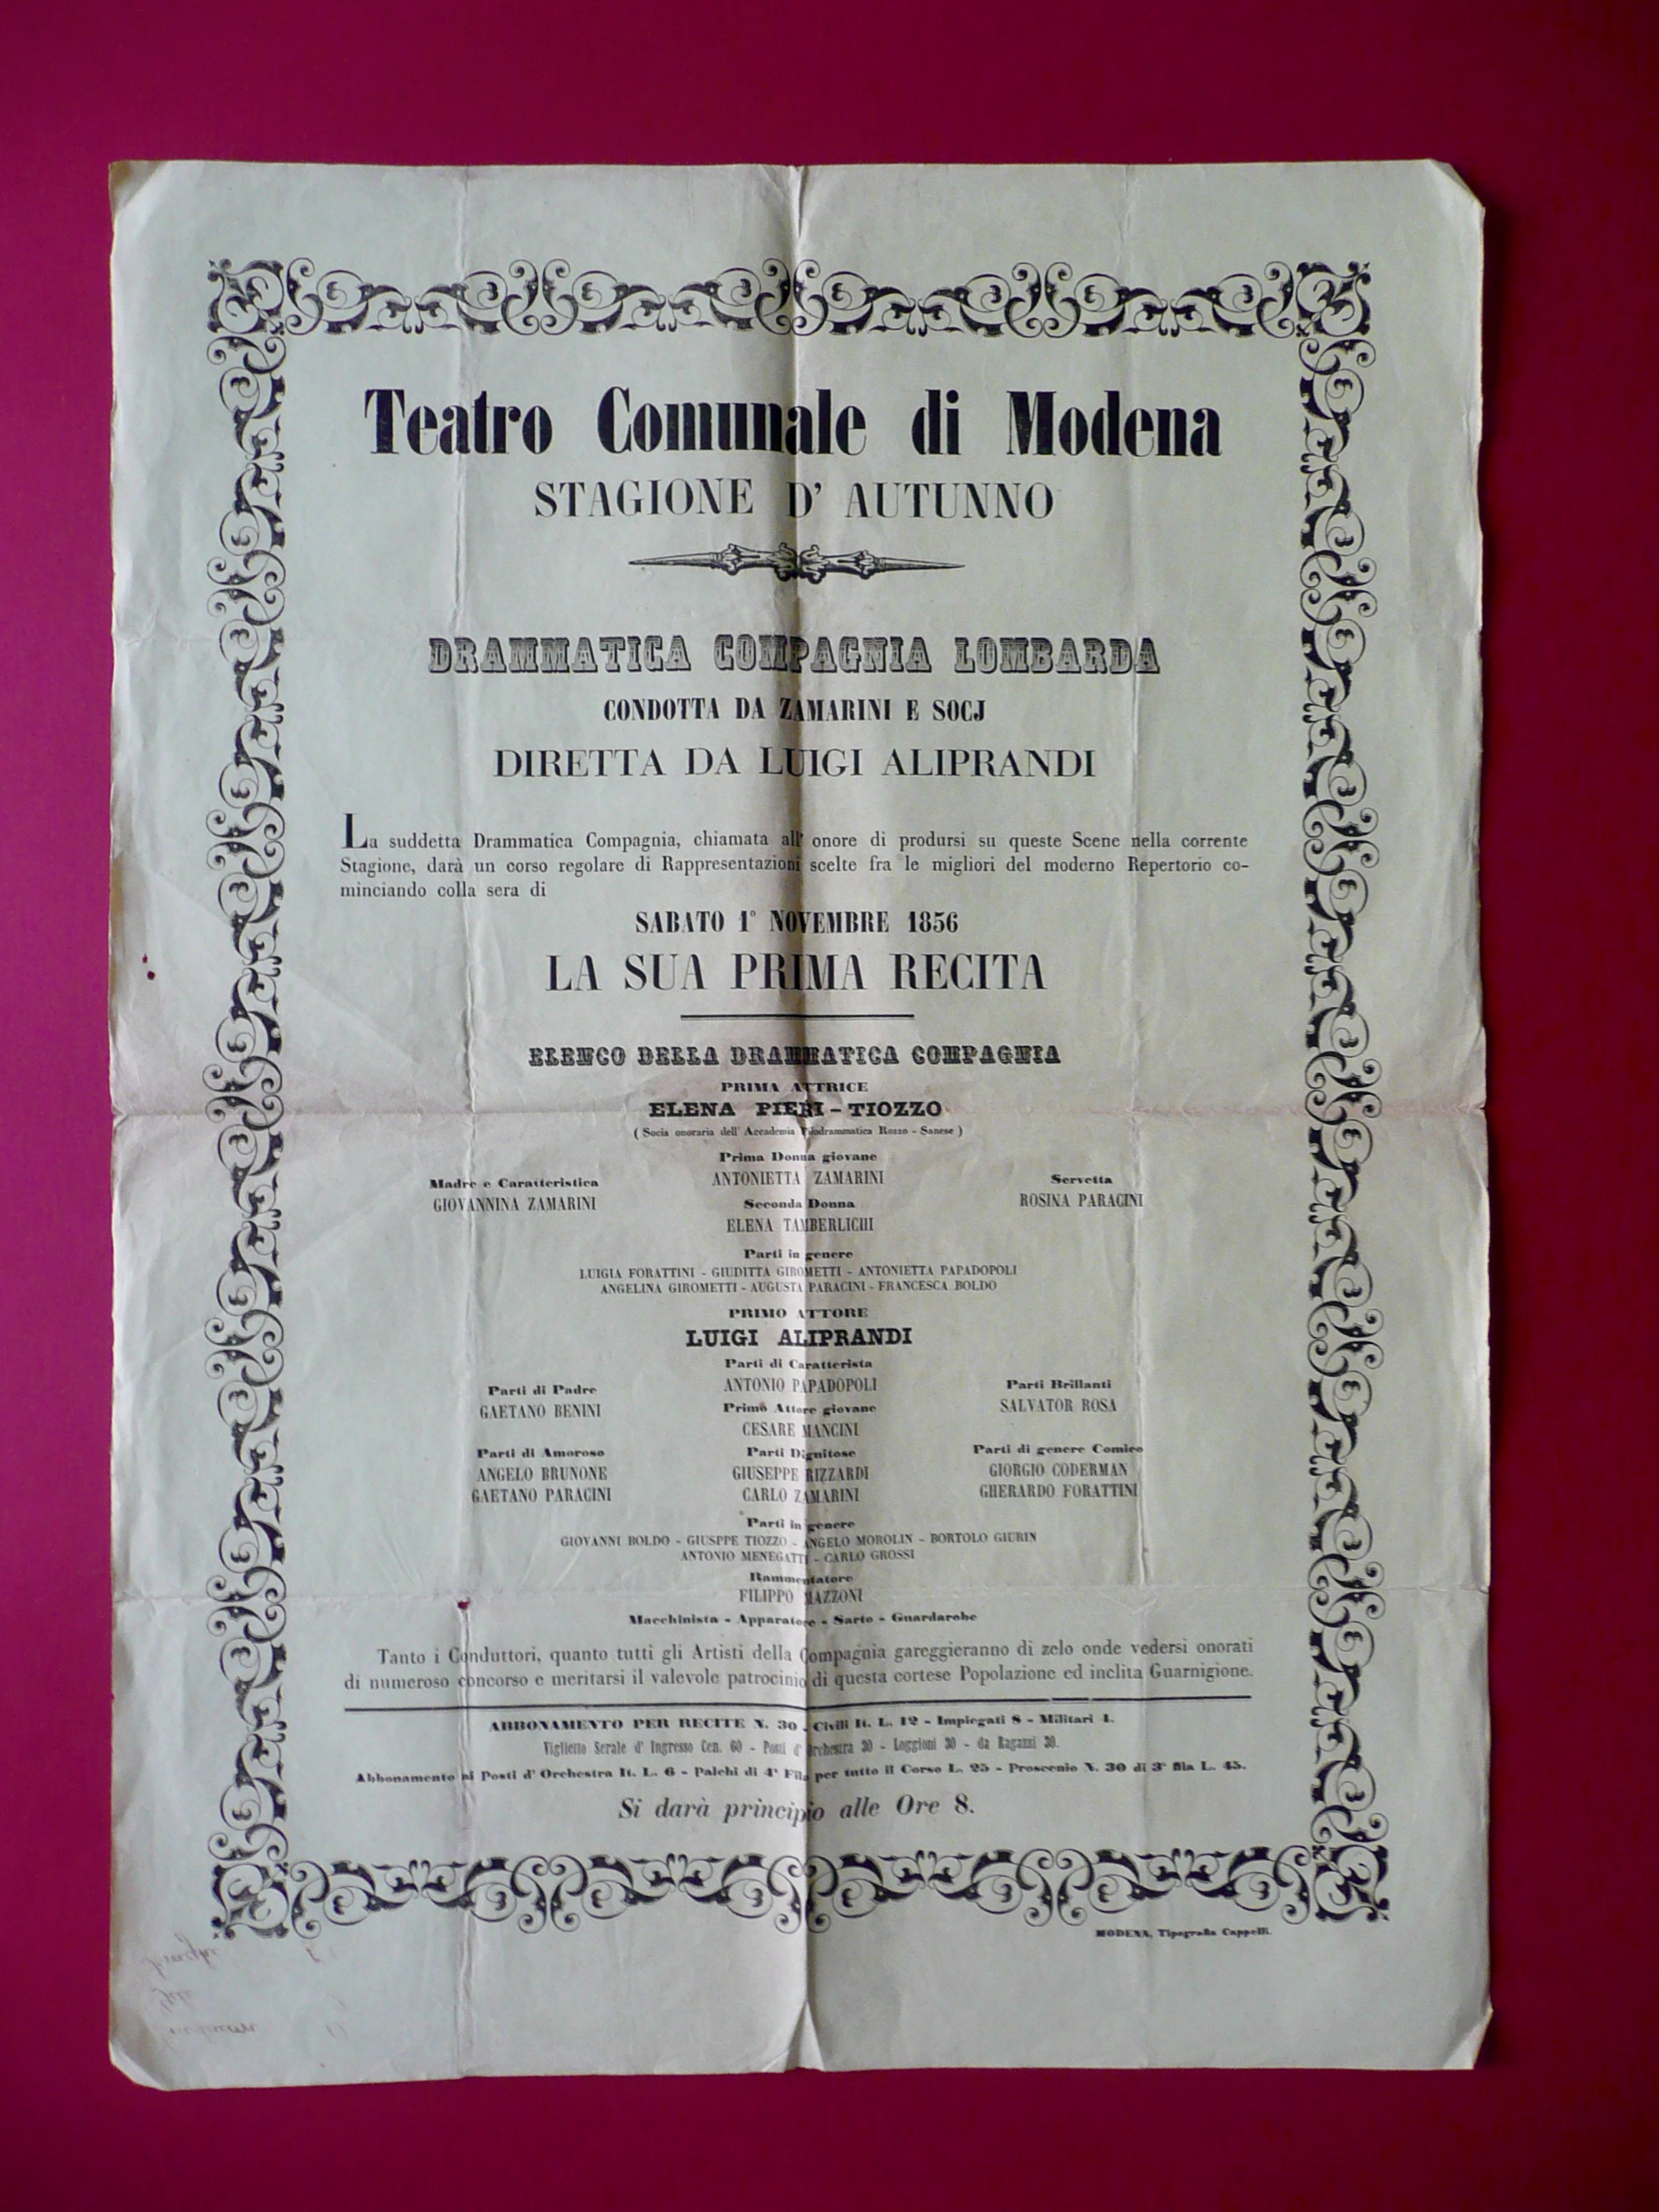 Teatro Comunale di Modena
STAGIONE D' AUTUNNO
DRAMMATICA COMPAGNIA LOMBARDA
CONDOTTA DA ZAMARINI E SOCJ
DIRETTA DA LUIGI ALIPRANDI
La suddetta Drammatica Compagnia, chiamata all' onore di prodursi su queste Scene nella corrente
Stagione, darà un corso regolare di Rappresentazioni scelte fra le migliori del moderno Repertorio co-
minciando colla sera di
SABATO 1° NOVEMBRE 1856
LA SUA PRIMA RECITA
ELENCO DELLA DRAMMATICA COMPAGNIA
PRIMA ATTRICE
ELENA PIERI - TIOZZO
( Socia onoraria dell' Accademia Filodrammatica Rozzo - Sanese )
Prima Donna giovane
ANTONIETTA ZAMARINI
Madre e Caratteristica
GIOVANNINA ZAMARINI
Servetta
ROSINA PARACINI
Seconda Donna
ELENA TAMBERLICHI
Parti in genere
LUIGIA FORATTINI - GIUDITTA GIROMETTI - ANTONIETTA PAPADOPOLI
ANGELINA GIROMETTI - AUGUSTA PARACINI - FRANCESCA BOLDO
PRIMO ATTORE
LUIGI ALIPRANDI
Parti di Caratterista
ANTONIO PAPADOPOLI
Parti di Padre
GAETANO BENINI
Parti Brillanti
SALVATOR ROSA
Primo Attore giovane
CESARE MANCINI
Parti di Amoroso
ANGELO BRUNONE
GAETANO PARACINI
Parti Dignitose
GIUSEPPE RIZZARDI
CARLO ZAMARINI
Parti di genere Comico
GIORGIO CODERMAN
GHERARDO FORATTINI
Parti in genere
GIOVANNI BOLDO - GIUSPPE TIOZZO - ANGELO MOROLIN - BORTOLO GIURIN
ANTONIO MENEGATTI - CARLO GROSSI
Rammentatore
FILIPPO MAZZONI
Macchinista - Apparatore - Sarto - Guardarobe
Tanto i Conduttori, quanto tutti gli Artisti della Compagnia gareggieranno di zelo onde vedersi onorati
di numeroso concorso e meritarsi il valevole patrocinio di questa cortese Popolazione ed inclita Guarnigione.
ABBONAMENTO PER RECITE N. 30 - Civili It. L. 12 - Impiegati 8 - Militari 4.
Viglietto Serale d' Ingresso Cen. 60 - Posti d' Orchestra 30 - Loggioni 30 - da Ragazzi 30.
Abbonamento ai Posti d' Orchestra It. L. 6 - Palchi di 4ª Fila per tutto il Corso L. 25 - Proscenio N. 30 di 3ª fila L. 45.
Si darà principio alle Ore 8.
MODENA, Tipografia Cappelli.